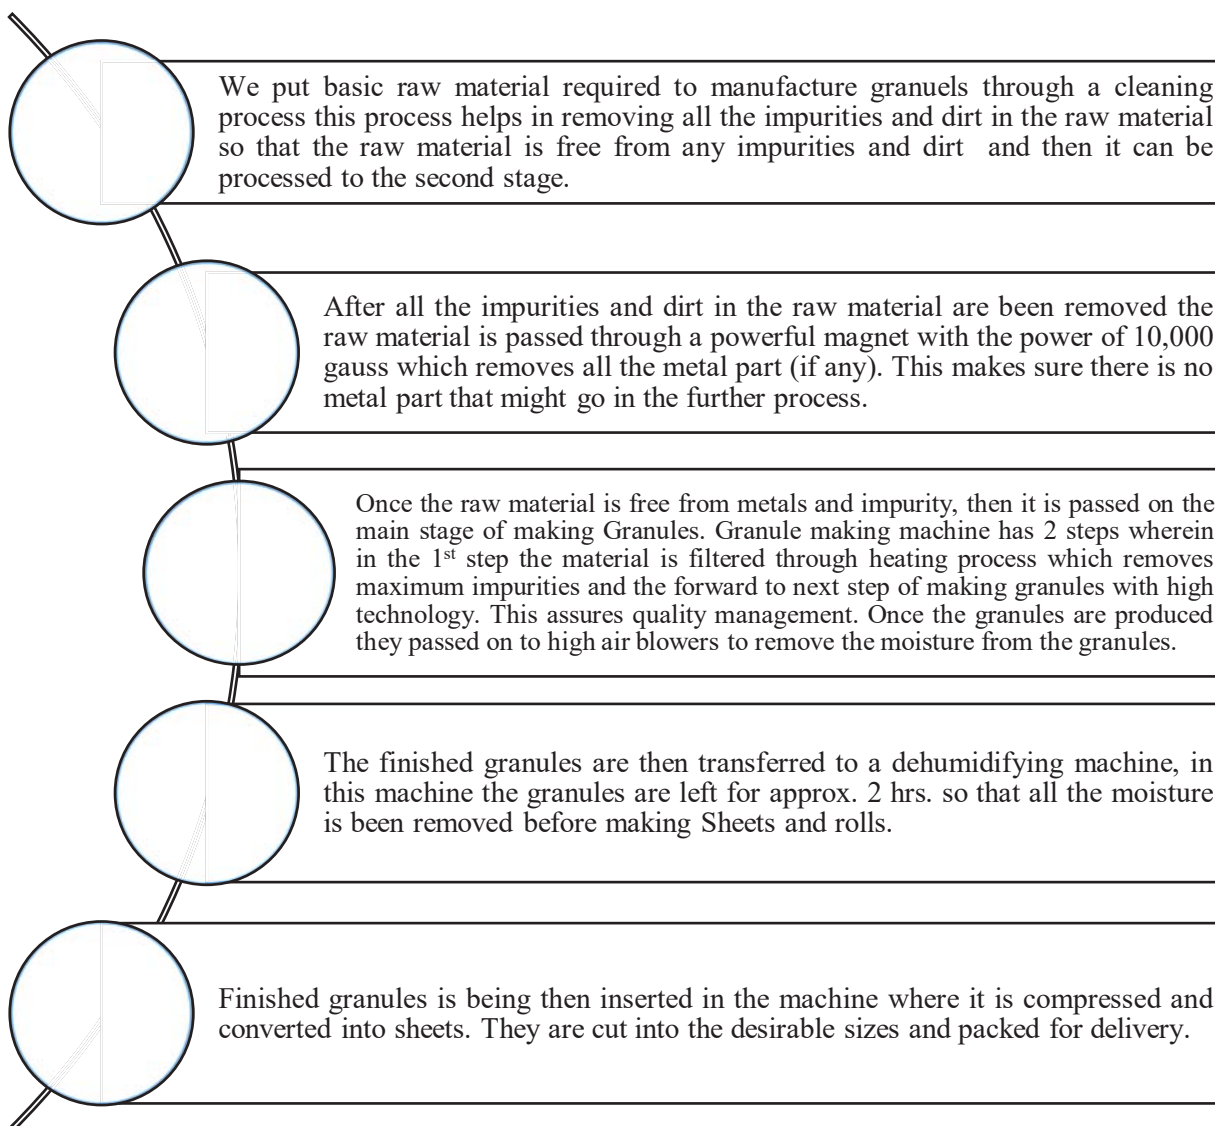 We put basic raw material required to manufacture granuels through a cleaning
process this process helps in removing all the impurities and dirt in the raw material
so that the raw material is free from any impurities and dirt and then it can be
processed to the second stage.
After all the impurities and dirt in the raw material are been removed the
raw material is passed through a powerful magnet with the power of 10,000
gauss which removes all the metal part (if any). This makes sure there is no
metal part that might go in the further process.
Once the raw material is free from metals and impurity, then it is passed on the
main stage of making Granules. Granule making machine has 2 steps wherein
in the 1st step the material is filtered through heating process which removes
maximum impurities and the forward to next step of making granules with high
technology. This assures quality management. Once the granules are produced
they passed on to high air blowers to remove the moisture from the granules.
The finished granules are then transferred to a dehumidifying machine, in
this machine the granules are left for approx. 2 hrs. so that all the moisture
is been removed before making Sheets and rolls.
Finished granules is being then inserted in the machine where it is compressed and
converted into sheets. They are cut into the desirable sizes and packed for delivery.